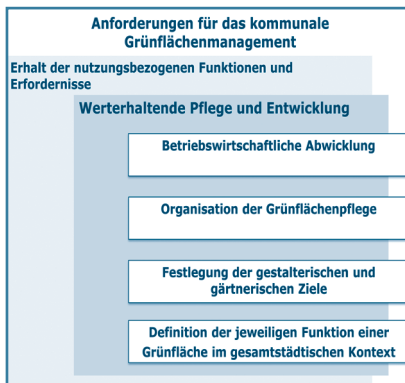 Anforderungen für das kommunale
Grünflächenmanagement
Erhalt der nutzungsbezogenen Funktionen und
Erfordernisse
Werterhaltende Pflege und Entwicklung
Betriebswirtschaftliche Abwicklung
Organisation der Grünflächenpflege
Festlegung der gestalterischen und
gärtnerischen Ziele
Definition der jeweiligen Funktion einer
Grünfläche im gesamtstädtischen Kontext